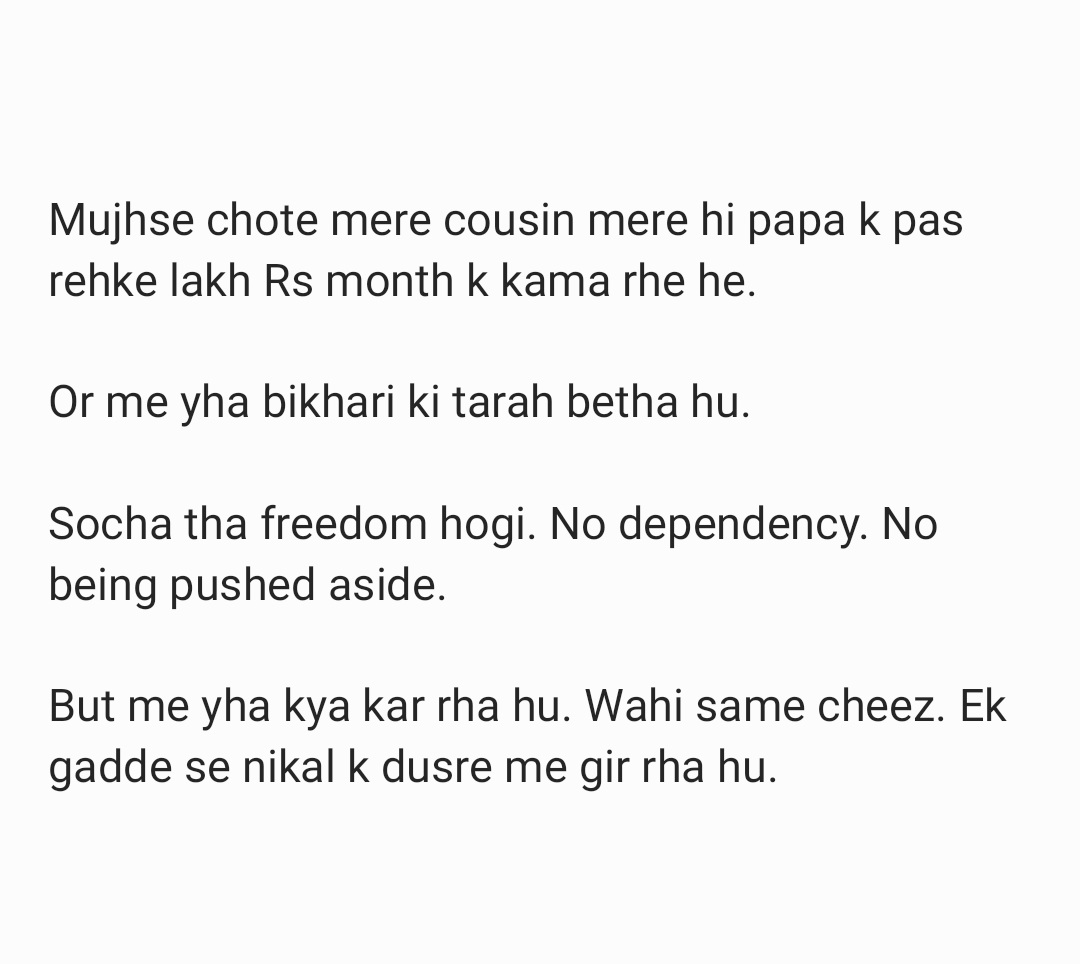 Mujhse chote mere cousin mere hi papa k pas
rehke lakh Rs month k kama rhe he.
Or me yha bikhari ki tarah betha hu.
Socha tha freedom hogi. No dependency. No
being pushed aside.
But me yha kya kar rha hu. Wahi same cheez. Ek
gadde se nikal k dusre me gir rha hu.